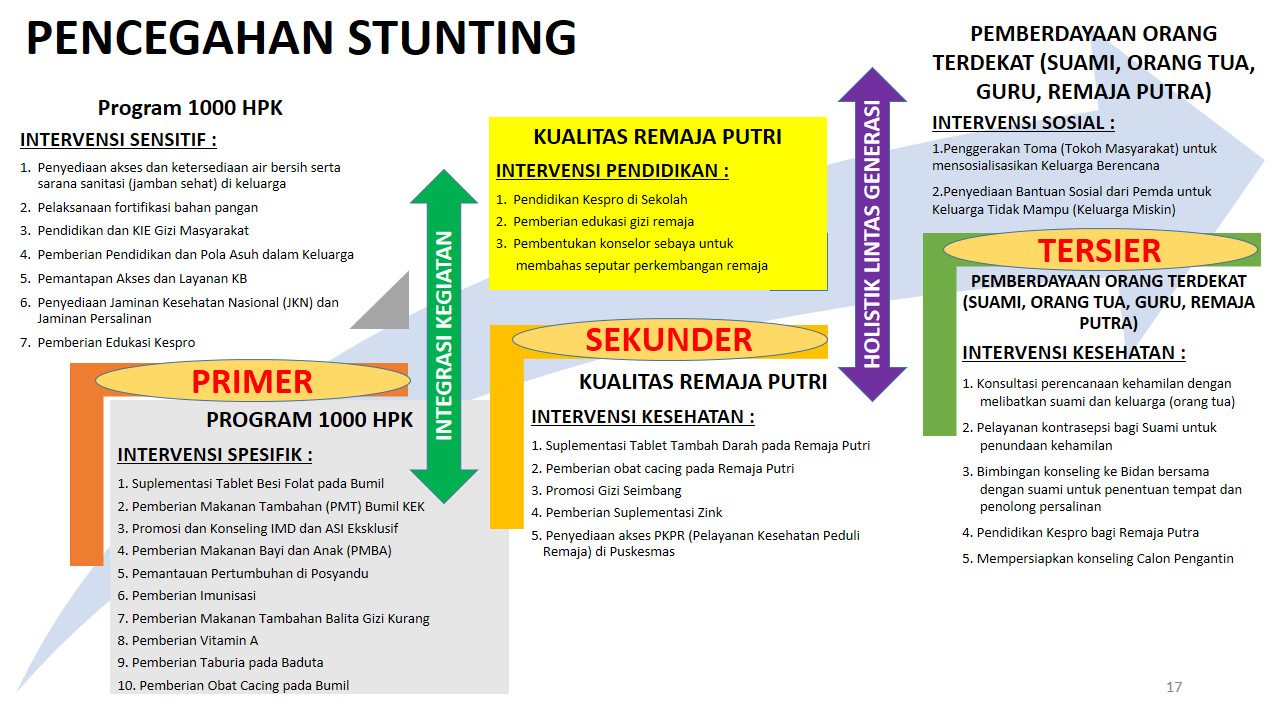 PENCEGAHAN STUNTING
Program 1000 HPK
INTERVENSI SENSITIF :
1. Penyediaan akses dan ketersediaan air bersih serta
sarana sanitasi (jamban sehat) di keluarga
2. Pelaksanaan fortifikasi bahan pangan
3. Pendidikan dan KIE Gizi Masyarakat
4. Pemberian Pendidikan dan Pola Asuh dalam Keluarga
5. Pemantapan Akses dan Layanan KB
6. Penyediaan Jaminan Kesehatan Nasional (JKN) dan
Jaminan Persalinan
7. Pemberian Edukasi Kespro
PRIMER
PROGRAM 1000 HPK
INTERVENSI SPESIFIK :
1. Suplementasi Tablet Besi Folat pada Bumil
2. Pemberian Makanan Tambahan (PMT) Bumil KEK
3. Promosi dan Konseling IMD dan ASI Eksklusif
4. Pemberian Makanan Bayi dan Anak (PMBA)
5. Pemantauan Pertumbuhan di Posyandu
6. Pemberian Imunisasi
7. Pemberian Makanan Tambahan Balita Gizi Kurang
8. Pemberian Vitamin A
9. Pemberian Taburia pada Baduta
10. Pemberian Obat Cacing pada Bumil
INTEGRASI KEGIATAN
KUALITAS REMAJA PUTRI
INTERVENSI PENDIDIKAN :
1. Pendidikan Kespro di Sekolah
2. Pemberian edukasi gizi remaja
3. Pembentukan konselor sebaya untuk
membahas seputar perkembangan remaja
SEKUNDER
KUALITAS REMAJA PUTRI
INTERVENSI KESEHATAN :
1. Suplementasi Tablet Tambah Darah pada Remaja Putri
2. Pemberian obat cacing pada Remaja Putri
3. Promosi Gizi Seimbang
4. Pemberian Suplementasi Zink
5. Penyediaan akses PKPR (Pelayanan Kesehatan Peduli
Remaja) di Puskesmas
HOLISTIK LINTAS GENERASI
PEMBERDAYAAN ORANG
TERDEKAT (SUAMI, ORANG TUA,
GURU, REMAJA PUTRA)
INTERVENSI SOSIAL :
1.Penggerakan Toma (Tokoh Masyarakat) untuk
mensosialisasikan Keluarga Berencana
2.Penyediaan Bantuan Sosial dari Pemda untuk
Keluarga Tidak Mampu (Keluarga Miskin)
TERSIER
PEMBERDAYAAN ORANG TERDEKAT
(SUAMI, ORANG TUA, GURU, REMAJA
PUTRA)
INTERVENSI KESEHATAN :
1. Konsultasi perencanaan kehamilan dengan
melibatkan suami dan keluarga (orang tua)
2. Pelayanan kontrasepsi bagi Suami untuk
penundaan kehamilan
3. Bimbingan konseling ke Bidan bersama
dengan suami untuk penentuan tempat dan
penolong persalinan
4. Pendidikan Kespro bagi Remaja Putra
5. Mempersiapkan konseling Calon Pengantin
17